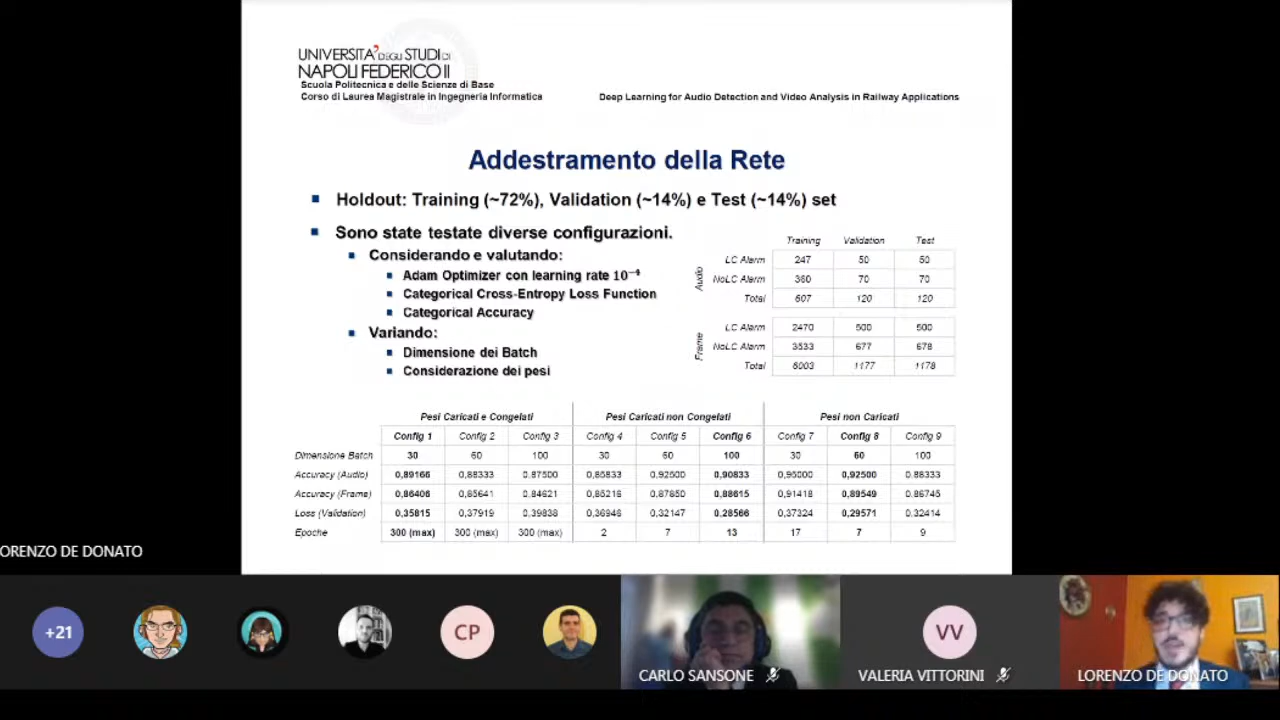 UNIVERSITA' DEGLI STUDI DI
NAPOLI FEDERICO II
Scuola Politecnica e delle Scienze di Base
Corso di Laurea Magistrale in Ingegneria Informatica
Deep Learning for Audio Detection and Video Analysis in Railway Applications
Addestramento della Rete
Holdout: Training (~72%), Validation (~14%) e Test (~14%) set
Sono state testate diverse configurazioni.
Considerando e valutando:
Adam Optimizer con learning rate 10⁻⁴
Categorical Cross-Entropy Loss Function
Categorical Accuracy
Variando:
Dimensione dei Batch
Considerazione dei pesi
Training Validation Test
Audio
LC Alarm 247 50 50
NoLC Alarm 360 70 70
Total 607 120 120
Frame
LC Alarm 2470 500 500
NoLC Alarm 3533 677 678
Total 6003 1177 1178
Pesi Caricati e Congelati Pesi Caricati non Congelati Pesi non Caricati
Config 1 Config 2 Config 3 Config 4 Config 5 Config 6 Config 7 Config 8 Config 9
Dimensione Batch 30 60 100 30 60 100 30 60 100
Accuracy (Audio) 0,89166 0,88333 0,87500 0,85833 0,92500 0,90833 0,95000 0,92500 0,88333
Accuracy (Frame) 0,86406 0,85641 0,84621 0,85216 0,87850 0,88615 0,91418 0,89549 0,86745
Loss (Validation) 0,35815 0,37919 0,39838 0,36946 0,32147 0,28566 0,37324 0,29571 0,32414
Epoche 300 (max) 300 (max) 300 (max) 2 7 13 17 7 9
ORENZO DE DONATO
+21
CP
CARLO SANSONE
VV
VALERIA VITTORINI
LORENZO DE DONATO